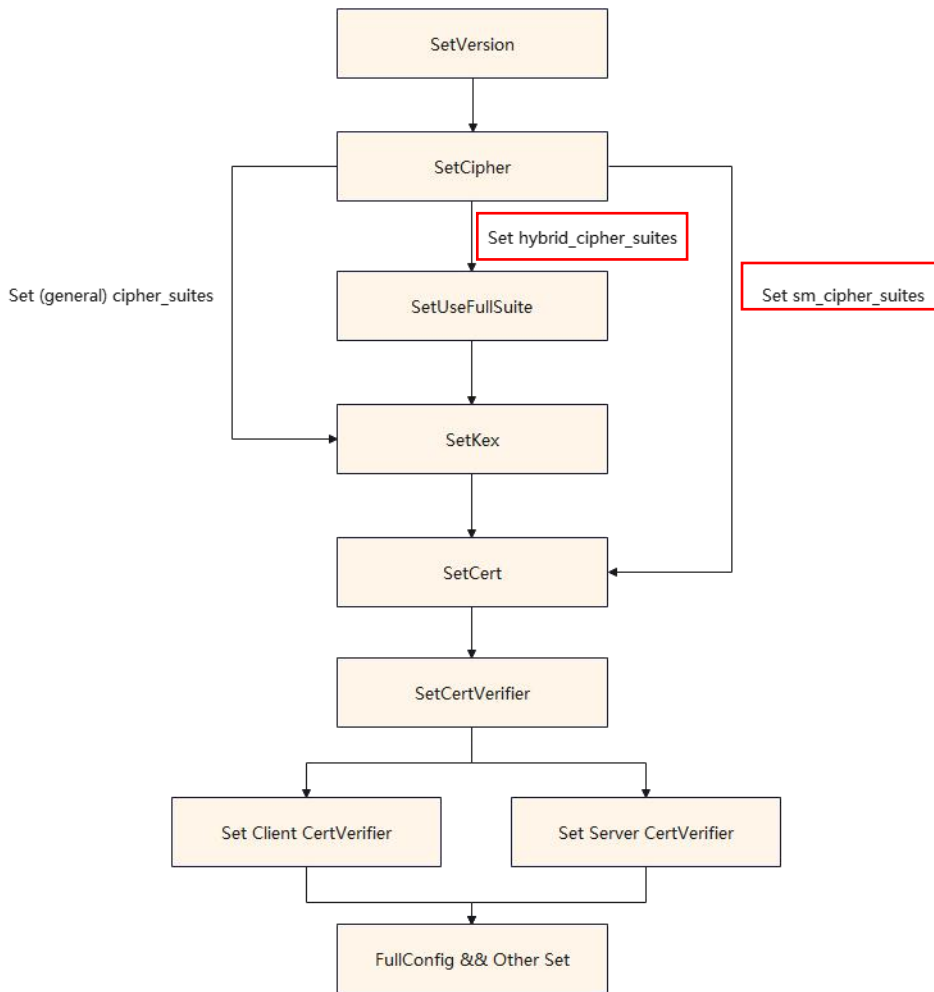 SetVersion
SetCipher
Set hybrid_cipher_suites
Set (general) cipher_suites
SetUseFullSuite
Set sm_cipher_suites
SetKex
SetCert
SetCertVerifier
Set Client CertVerifier
Set Server CertVerifier
FullConfig && Other Set